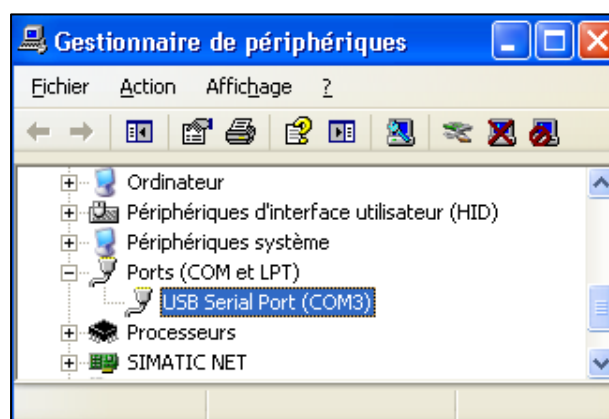 Gestionnaire de périphériques
Fichier Action Affichage ?
Ordinateur
Périphériques d'interface utilisateur (HID)
Périphériques système
Ports (COM et LPT)
USB Serial Port (COM3)
Processeurs
SIMATIC NET